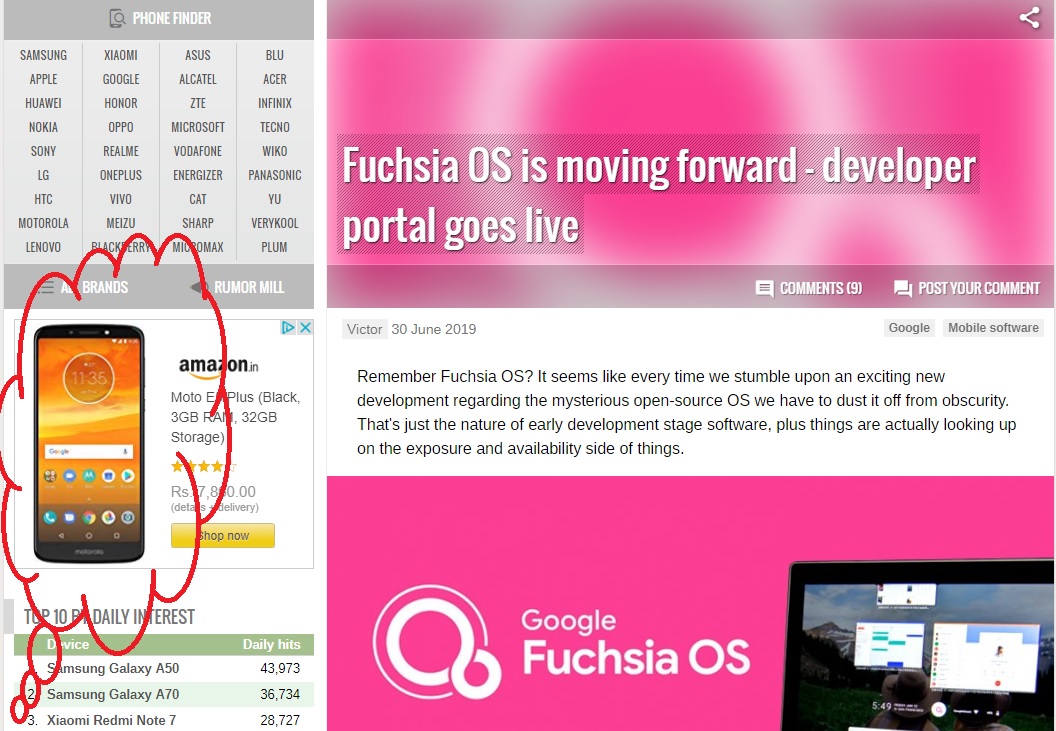 PHONE FINDER
SAMSUNG XIAOMI ASUS BLU
APPLE GOOGLE ALCATEL ACER
HUAWEI HONOR ZTE INFINIX
NOKIA OPPO MICROSOFT TECNO
SONY REALME VODAFONE WIKO
LG ONEPLUS ENERGIZER PANASONIC
HTC VIVO CAT YU
MOTOROLA MEIZU SHARP VERYKOOL
LENOVO BLACKBERRY MICROMAX PLUM
ALL BRANDS RUMOR MILL
11:35
Google
motorola
amazon.in
Moto E5 Plus (Black,
3GB RAM, 32GB
Storage)
(details + delivery)
Shop now
TOP 10 BY DAILY INTEREST
Device Daily hits
Samsung Galaxy A50 43,973
2. Samsung Galaxy A70 36,734
3. Xiaomi Redmi Note 7 28,727
Fuchsia OS is moving forward - developer
portal goes live
COMMENTS (9) POST YOUR COMMENT
Victor 30 June 2019 Google Mobile software
Remember Fuchsia OS? It seems like every time we stumble upon an exciting new
development regarding the mysterious open-source OS we have to dust it off from obscurity.
That's just the nature of early development stage software, plus things are actually looking up
on the exposure and availability side of things.
Google
Fuchsia OS
5:49